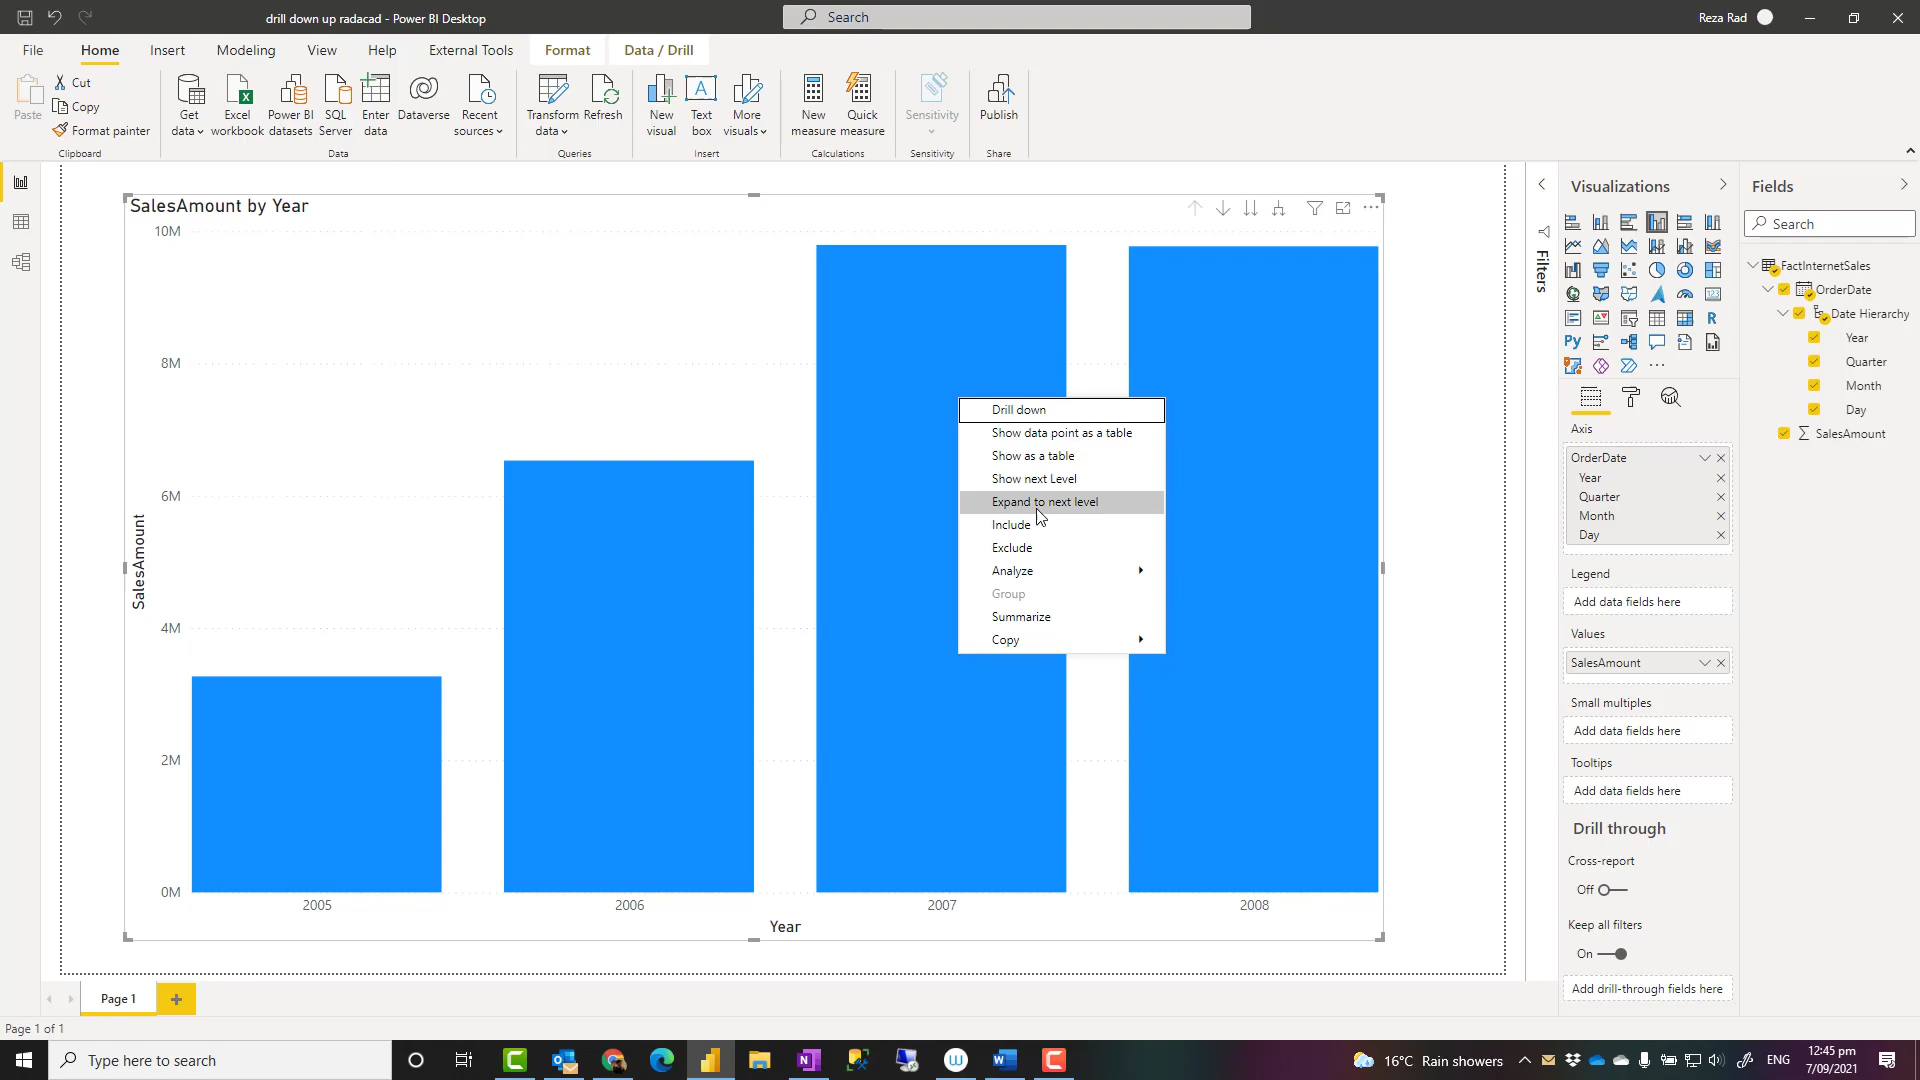 drill down up radacad - Power BI Desktop
Search
Reza Rad
File
Home
Insert
Modeling
View
Help
External Tools
Format
Data / Drill
Paste
Cut
Copy
Format painter
Clipboard
Get data
Excel workbook
Power BI datasets
SQL Server
Enter data
Dataverse
Recent sources
Data
Transform data
Refresh
Queries
New visual
Text box
More visuals
Insert
New measure
Quick measure
Calculations
Sensitivity
Sensitivity
Publish
Share
SalesAmount by Year
10M
8M
6M
4M
2M
0M
SalesAmount
2005
2006
2007
2008
Year
Drill down
Show data point as a table
Show as a table
Show next Level
Expand to next level
Include
Exclude
Analyze
Group
Summarize
Copy
Filters
Visualizations
R
Py
123
Axis
OrderDate
Year
Quarter
Month
Day
Legend
Add data fields here
Values
SalesAmount
Small multiples
Add data fields here
Tooltips
Add data fields here
Drill through
Cross-report
Off
Keep all filters
On
Add drill-through fields here
Fields
Search
FactInternetSales
OrderDate
Date Hierarchy
Year
Quarter
Month
Day
SalesAmount
Page 1
Page 1 of 1
Type here to search
16°C Rain showers
ENG
12:45 pm
7/09/2021